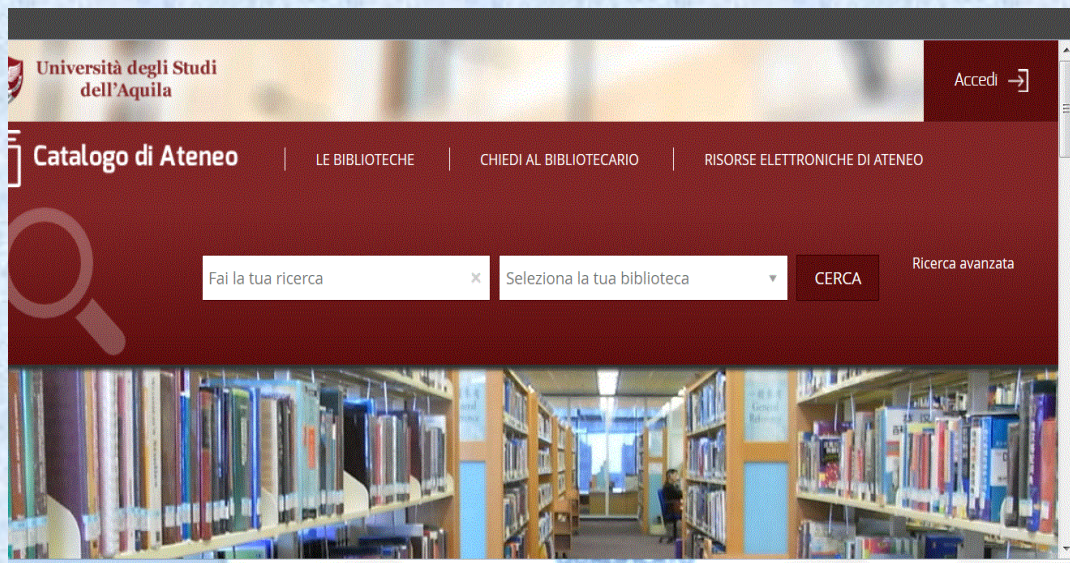 Università degli Studi
dell'Aquila
Accedi
Catalogo di Ateneo
LE BIBLIOTECHE
CHIEDI AL BIBLIOTECARIO
RISORSE ELETTRONICHE DI ATENEO
Fai la tua ricerca
Seleziona la tua biblioteca
CERCA
Ricerca avanzata